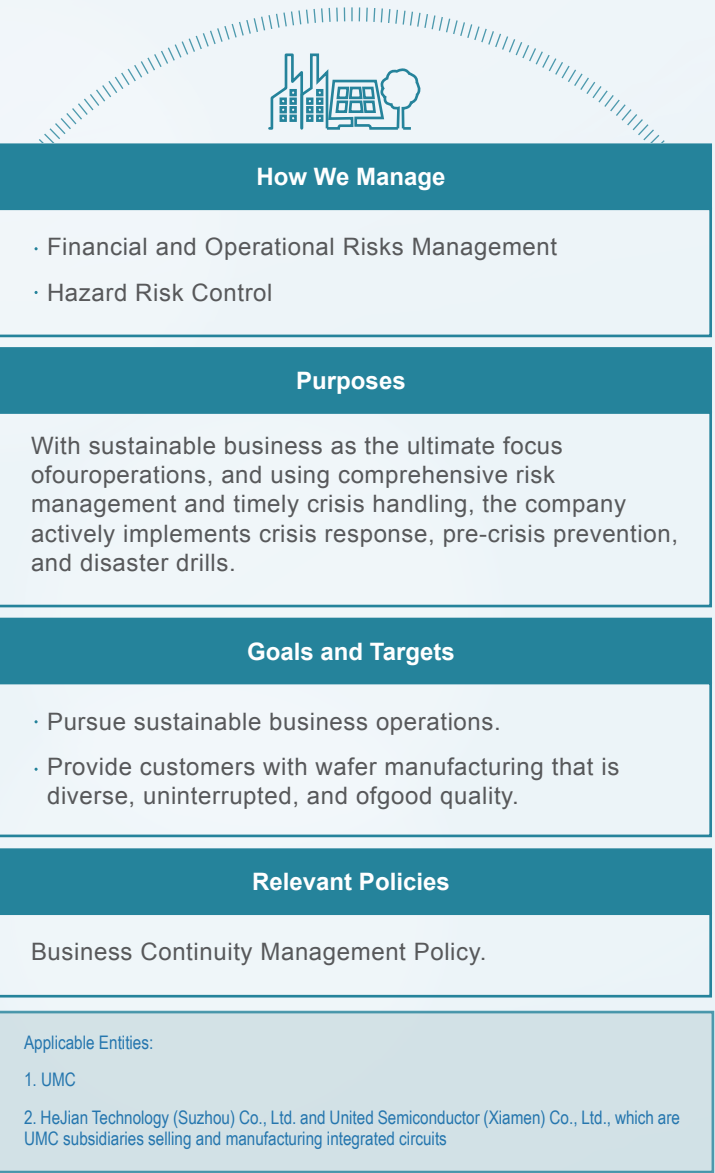 How We Manage
· Financial and Operational Risks Management
· Hazard Risk Control
Purposes
With sustainable business as the ultimate focus
ofouroperations, and using comprehensive risk
management and timely crisis handling, the company
actively implements crisis response, pre-crisis prevention,
and disaster drills.
Goals and Targets
· Pursue sustainable business operations.
· Provide customers with wafer manufacturing that is
diverse, uninterrupted, and ofgood quality.
Relevant Policies
Business Continuity Management Policy.
Applicable Entities:
1. UMC
2. HeJian Technology (Suzhou) Co., Ltd. and United Semiconductor (Xiamen) Co., Ltd., which are
UMC subsidiaries selling and manufacturing integrated circuits